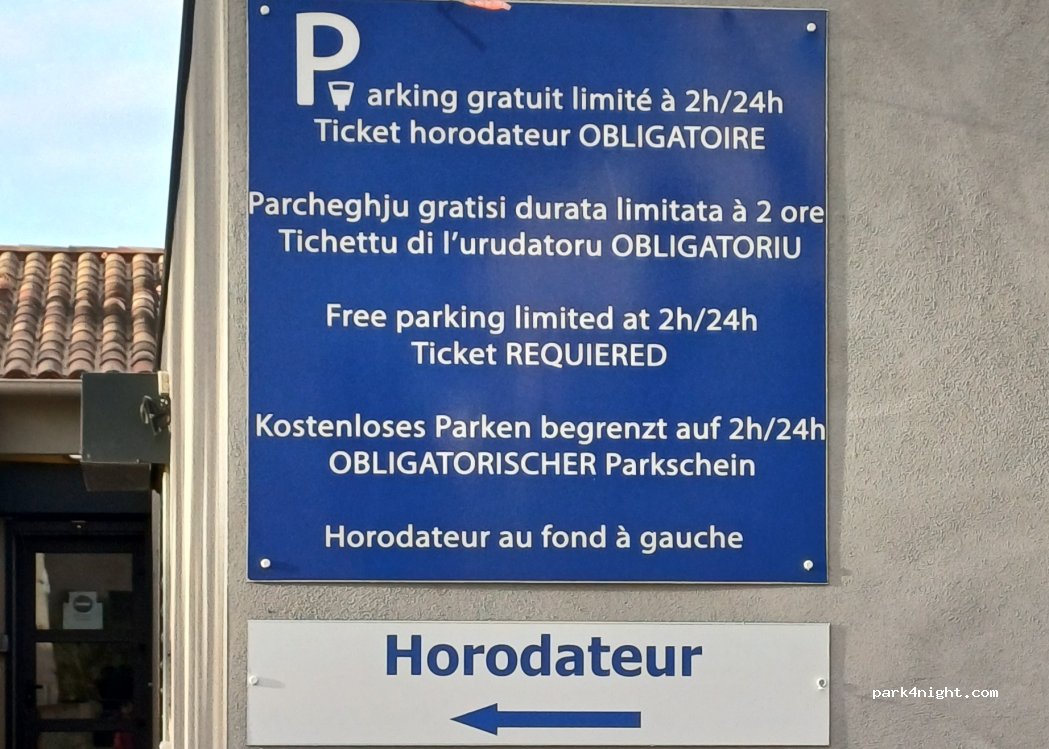 Parking gratuit limité à 2h/24h
Ticket horodateur OBLIGATOIRE
Parcheghju gratisi durata limitata à 2 ore
Tichettu di l'urudatoru OBLIGATORIU
Free parking limited at 2h/24h
Ticket REQUIERED
Kostenloses Parken begrenzt auf 2h/24h
OBLIGATORISCHER Parkschein
Horodateur au fond à gauche
Horodateur
park4night.com